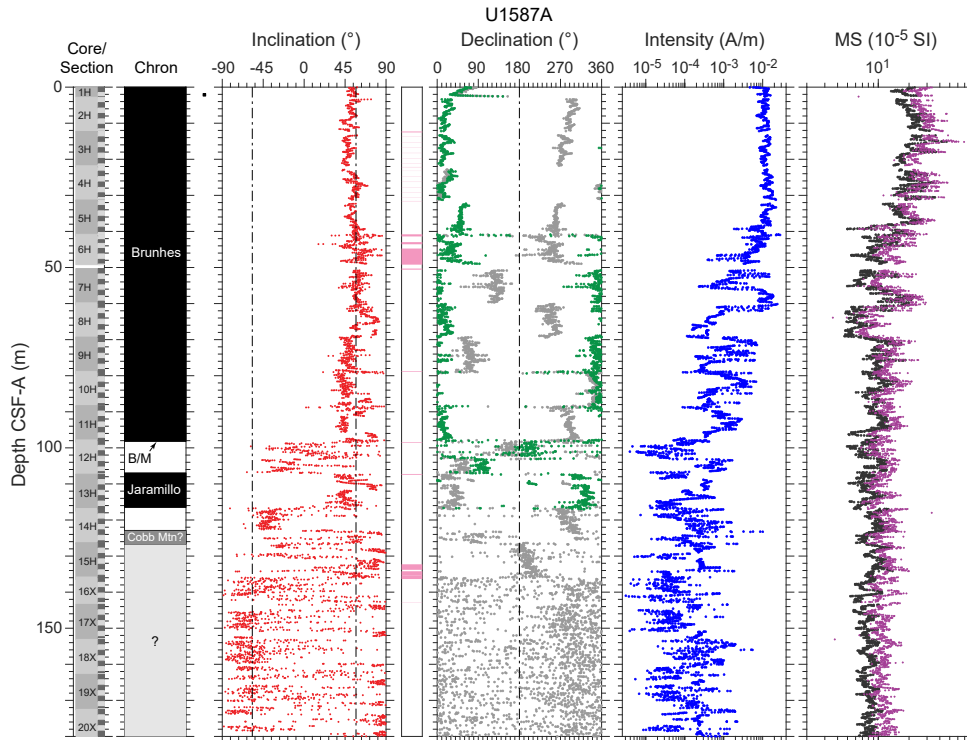 U1587A
Core/
Section
Chron
Inclination (°)
Declination (°)
Intensity (A/m)
MS (10-5 SI)
-90 -45 0 45 90
0 90 180 270 360
10-5 10-4 10-3 10-2
101
0
50
100
150
Depth CSF-A (m)
1H
2H
3H
4H
5H
6H
7H
8H
9H
10H
11H
12H
13H
14H
15H
16X
17X
18X
19X
20X
Brunhes
B/M
Jaramillo
Cobb Mtn?
?